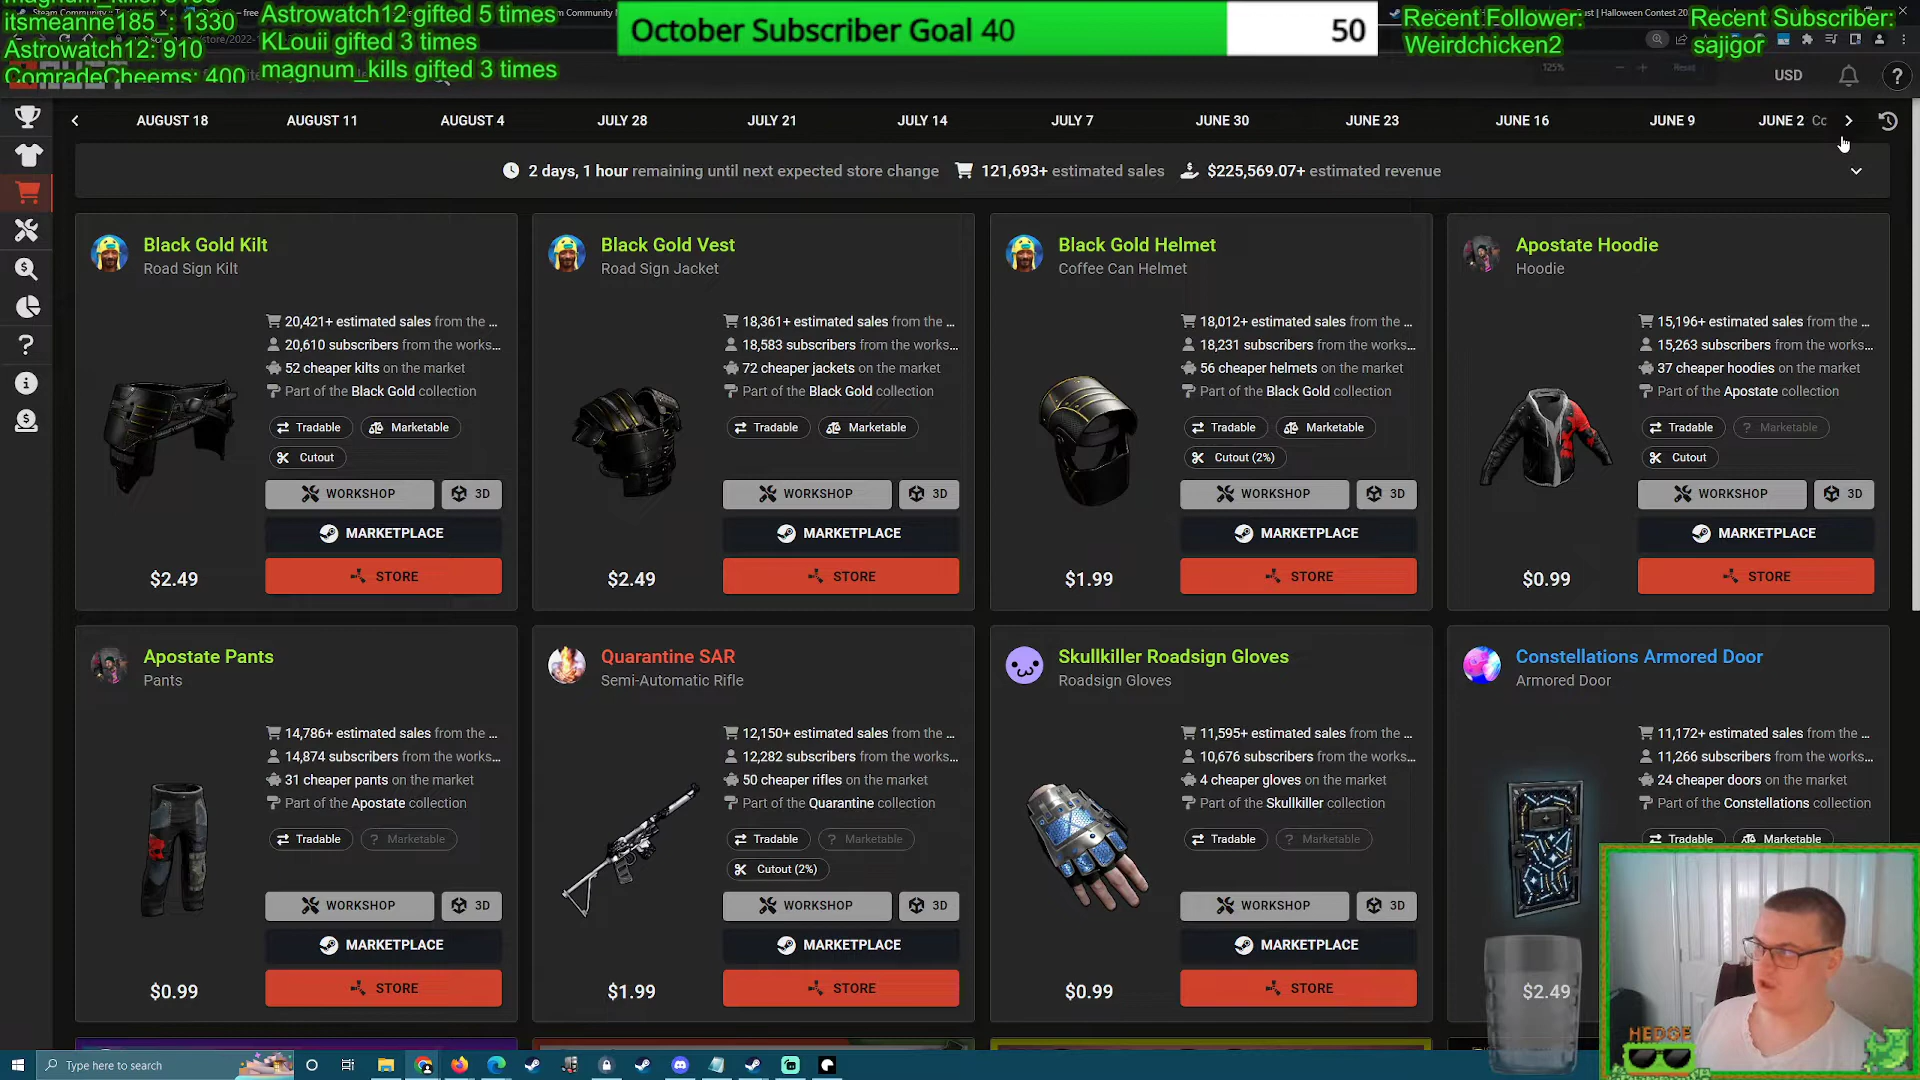 itsmeanne185_: 1330
Astrowatch12: 910
ComradeCheems: 400
Astrowatch12 gifted 5 times
KLouii gifted 3 times
magnum_kills gifted 3 times
October Subscriber Goal 40
50
Recent Follower:
Weirdchicken2
Recent Subscriber:
sajigor
125%
Reset
USD
AUGUST 18
AUGUST 11
AUGUST 4
JULY 28
JULY 21
JULY 14
JULY 7
JUNE 30
JUNE 23
JUNE 16
JUNE 9
JUNE 2 Co
2 days, 1 hour remaining until next expected store change
121,693+ estimated sales
$225,569.07+ estimated revenue
Black Gold Kilt
Road Sign Kilt
20,421+ estimated sales from the ...
20,610 subscribers from the works...
52 cheaper kilts on the market
Part of the Black Gold collection
Tradable
Marketable
Cutout
WORKSHOP
3D
MARKETPLACE
$2.49
STORE
Black Gold Vest
Road Sign Jacket
18,361+ estimated sales from the ...
18,583 subscribers from the works...
72 cheaper jackets on the market
Part of the Black Gold collection
Tradable
Marketable
WORKSHOP
3D
MARKETPLACE
$2.49
STORE
Black Gold Helmet
Coffee Can Helmet
18,012+ estimated sales from the ...
18,231 subscribers from the works...
56 cheaper helmets on the market
Part of the Black Gold collection
Tradable
Marketable
Cutout (2%)
WORKSHOP
3D
MARKETPLACE
$1.99
STORE
Apostate Hoodie
Hoodie
15,196+ estimated sales from the ...
15,263 subscribers from the works...
37 cheaper hoodies on the market
Part of the Apostate collection
Tradable
? Marketable
Cutout
WORKSHOP
3D
MARKETPLACE
$0.99
STORE
Apostate Pants
Pants
14,786+ estimated sales from the ...
14,874 subscribers from the works...
31 cheaper pants on the market
Part of the Apostate collection
Tradable
? Marketable
WORKSHOP
3D
MARKETPLACE
$0.99
STORE
Quarantine SAR
Semi-Automatic Rifle
12,150+ estimated sales from the ...
12,282 subscribers from the works...
50 cheaper rifles on the market
Part of the Quarantine collection
Tradable
? Marketable
Cutout (2%)
WORKSHOP
3D
MARKETPLACE
$1.99
STORE
Skullkiller Roadsign Gloves
Roadsign Gloves
11,595+ estimated sales from the ...
10,676 subscribers from the works...
4 cheaper gloves on the market
Part of the Skullkiller collection
Tradable
? Marketable
WORKSHOP
3D
MARKETPLACE
$0.99
STORE
Constellations Armored Door
Armored Door
11,172+ estimated sales from the ...
11,266 subscribers from the works...
24 cheaper doors on the market
Part of the Constellations collection
Tradable
Marketable
$2.49
HEDGE
Type here to search